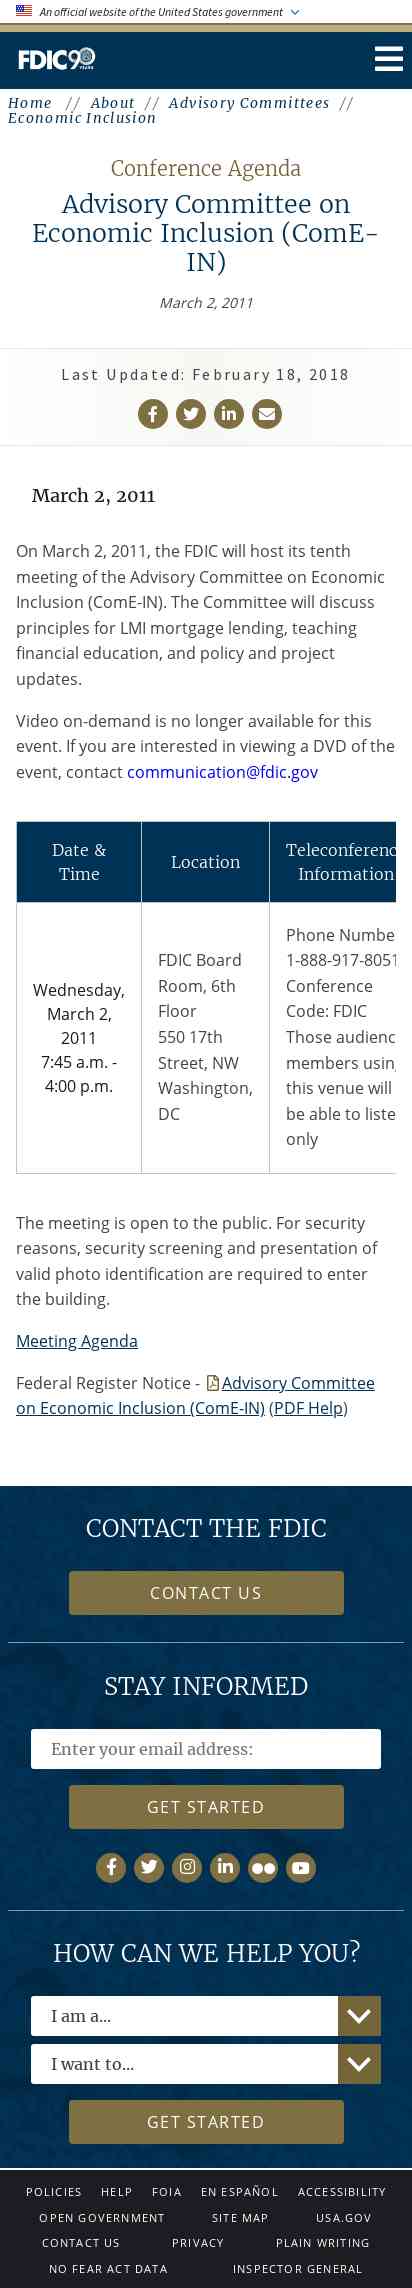 An official website of the United States government
FDIC90 YEARS
Home // About // Advisory Committees //
Economic Inclusion
Conference Agenda
Advisory Committee on
Economic Inclusion (ComE-
IN)
March 2, 2011
Last Updated: February 18, 2018
March 2, 2011
On March 2, 2011, the FDIC will host its tenth
meeting of the Advisory Committee on Economic
Inclusion (ComE-IN). The Committee will discuss
principles for LMI mortgage lending, teaching
financial education, and policy and project
updates.
Video on-demand is no longer available for this
event. If you are interested in viewing a DVD of the
event, contact communication@fdic.gov
Date &
Time
Location
Teleconferenc
Information
Wednesday,
March 2,
2011
7:45 a.m. -
4:00 p.m.
FDIC Board
Room, 6th
Floor
550 17th
Street, NW
Washington,
DC
Phone Numbe
1-888-917-8051
Conference
Code: FDIC
Those audienc
members usin
this venue will
be able to liste
only
The meeting is open to the public. For security
reasons, security screening and presentation of
valid photo identification are required to enter
the building.
Meeting Agenda
Federal Register Notice - Advisory Committee
on Economic Inclusion (ComE-IN) (PDF Help)
CONTACT THE FDIC
CONTACT US
STAY INFORMED
Enter your email address:
GET STARTED
HOW CAN WE HELP YOU?
I am a...
I want to...
GET STARTED
POLICIES HELP FOIA EN ESPAÑOL ACCESSIBILITY
OPEN GOVERNMENT SITE MAP USA.GOV
CONTACT US PRIVACY PLAIN WRITING
NO FEAR ACT DATA INSPECTOR GENERAL